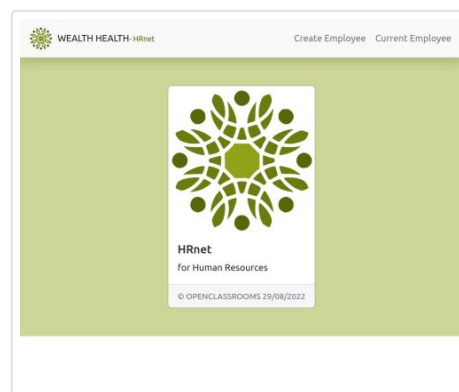 WEALTH HEALTH- HRnet
Create Employee Current Employee
HRnet
for Human Resources
© OPENCLASSROOMS 29/08/2022